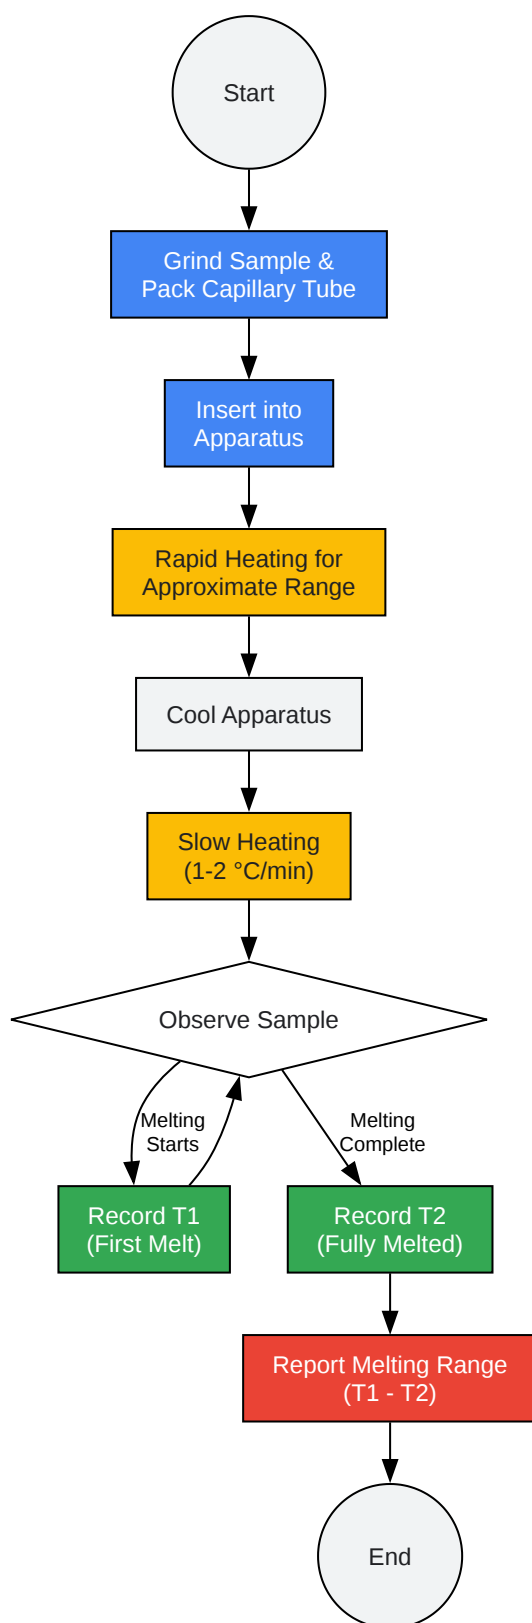 Start
Grind Sample &
Pack Capillary Tube
Insert into
Apparatus
Rapid Heating for
Approximate Range
Cool Apparatus
Slow Heating
(1-2 °C/min)
Observe Sample
Melting
Starts
Melting
Complete
Record T1
(First Melt)
Record T2
(Fully Melted)
Report Melting Range
(T1 - T2)
End